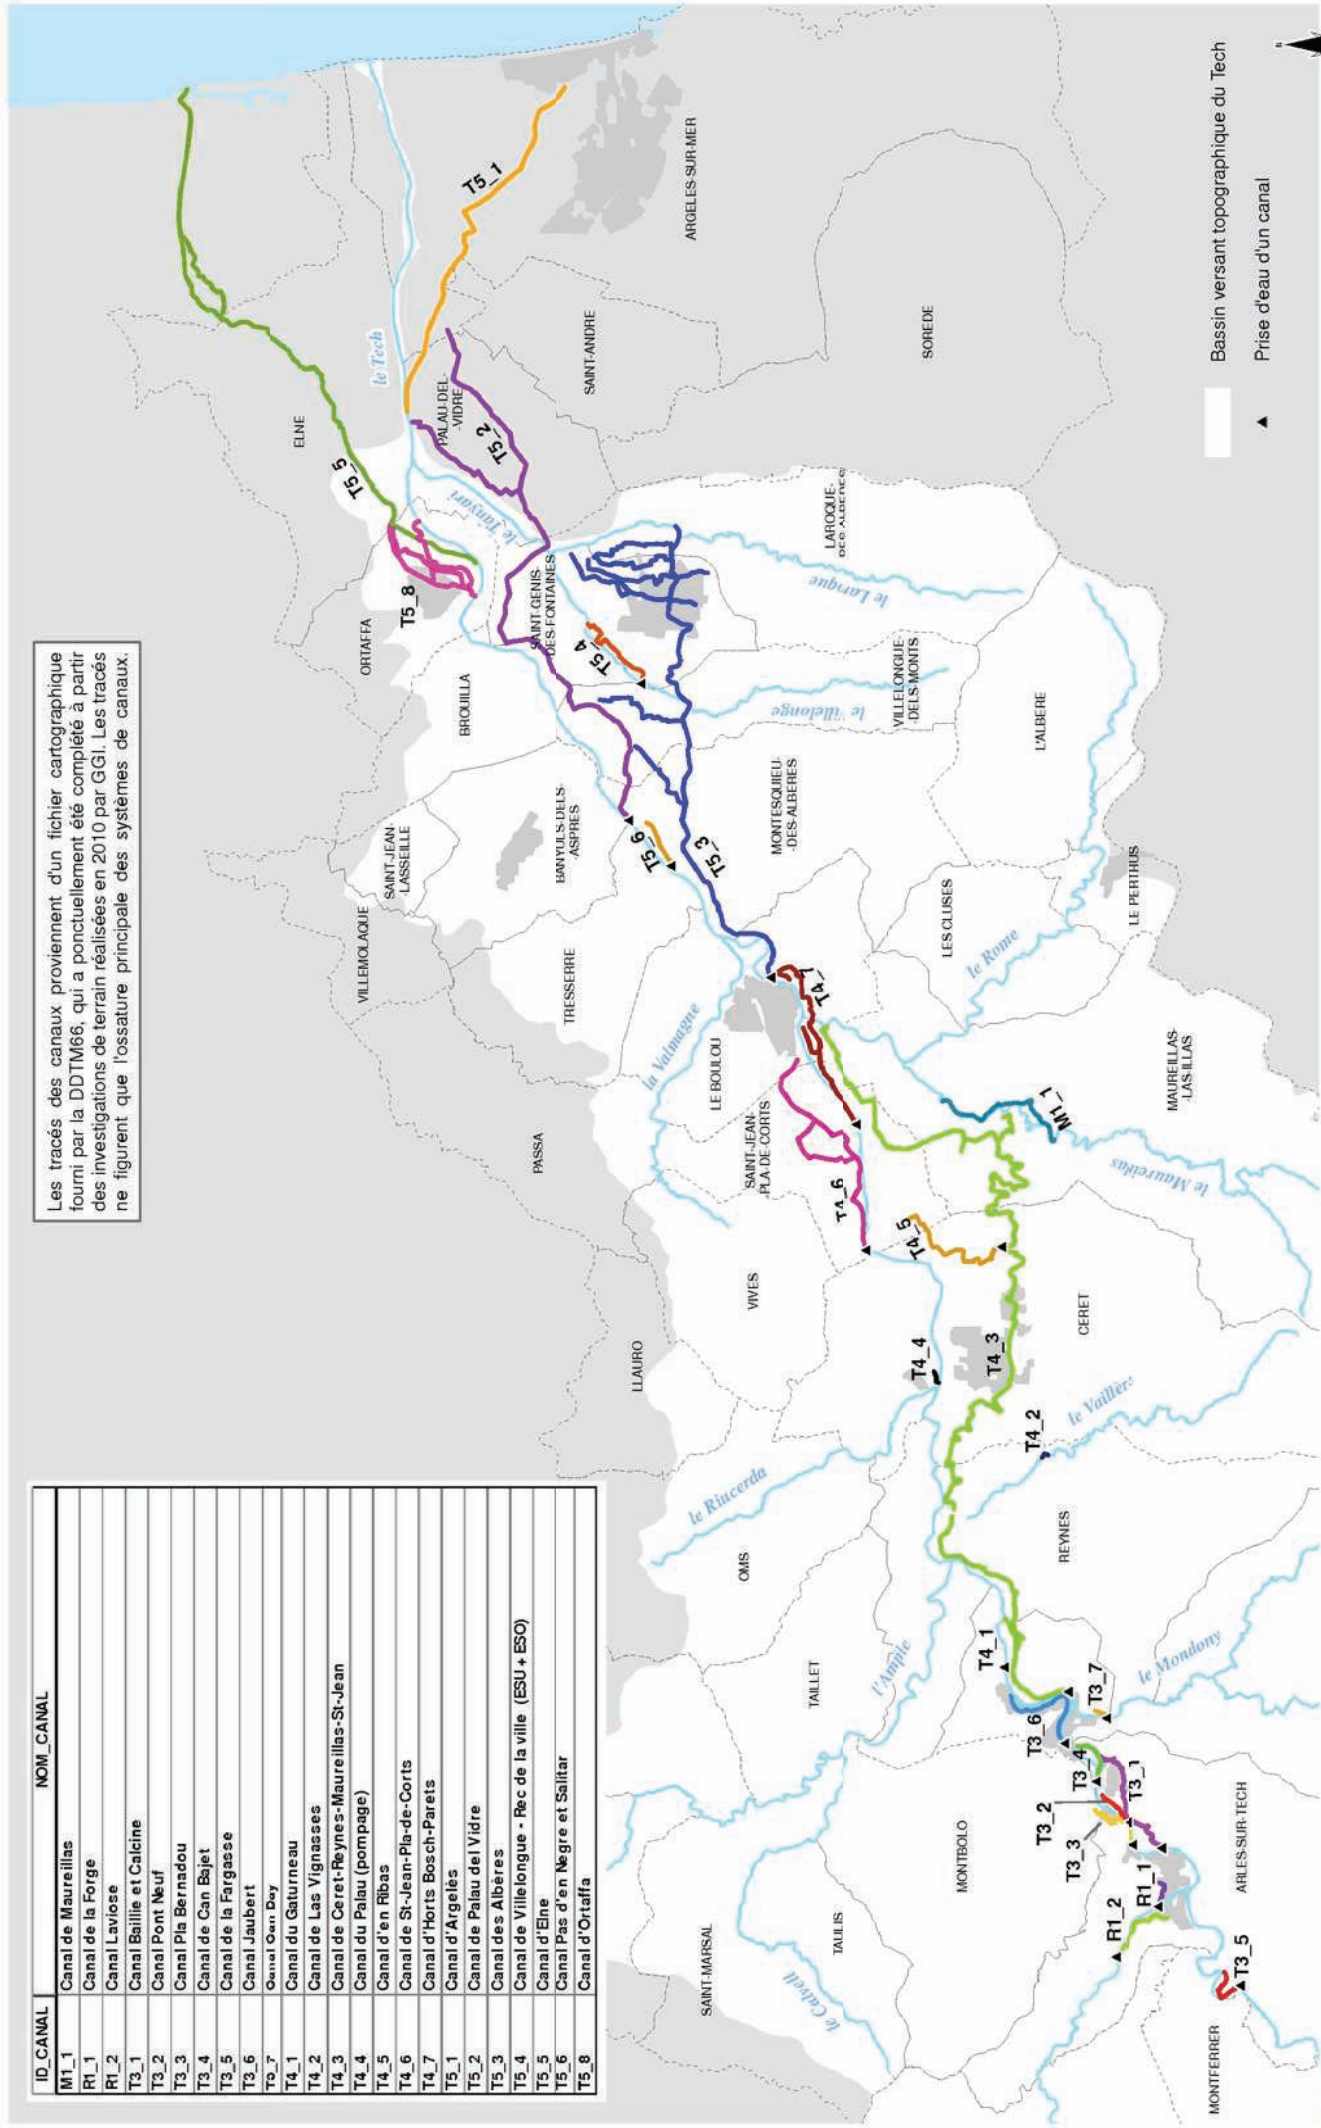 Les tracés des canaux proviennent d'un fichier cartographique
fourni par la DDTM66, qui a ponctuellement été complété à partir
des investigations de terrain réalisées en 2010 par GGI. Les tracés
ne figurent que l'ossature principale des systèmes de canaux.
ID_CANAL NOM_CANAL
M1_1 Canal de Maureillas
R1_1 Canal de la Forge
R1_2 Canal Laviose
T3_1 Canal Baillie et Calcine
T3_2 Canal Pont Neuf
T3_3 Canal Pla Bernadou
T3_4 Canal de Can Bajet
T3_5 Canal de la Fargasse
T3_6 Canal Jaubert
T3_7 Canal Can Day
T4_1 Canal du Gaturneau
T4_2 Canal de Las Vignasses
T4_3 Canal de Ceret-Reynes-Maureillas-St-Jean
T4_4 Canal du Palau (pompage)
T4_5 Canal d'en Ribas
T4_6 Canal de St-Jean-Pla-de-Corts
T4_7 Canal d'Horts Bosch-Parets
T5_1 Canal d'Argelès
T5_2 Canal de Palau del Vidre
T5_3 Canal des Albères
T5_4 Canal de Villelongue - Rec de la ville (ESU + ESO)
T5_5 Canal d'Elne
T5_6 Canal Pas d'en Negre et Salitar
T5_8 Canal d'Ortaffa
SAINT-MARSAL
TAULIS
le Calvell
MONTBOLO
TAILLET
l'Ample
OMS
le Riucerda
LLAURO
VIVES
PASSA
VILLEMOLAQUE
TRESSERRE
SAINT-JEAN
-LASSEILLE
BANYULS-DELS-
-ASPRES
BROUILLA
ORTAFFA
ELNE
le Tech
le Tanyari
PALAU-DEL-
-VIDRE
SAINT-ANDRE
ARGELES-SUR-MER
SOREDE
LAROQUE-
DES-ALBERES
le Laroque
SAINT-GENIS-
DES-FONTAINES
VILLELONGUE-
-DELS-MONTS
le Villelonge
MONTESQUIEU-
-DES-ALBERES
L'ALBERE
LES CLUSES
LE PERTHUS
le Rome
la Valmagne
LE BOULOU
SAINT-JEAN-
-PLA-DE-CORTS
MAUREILLAS
-LAS-ILLAS
le Maureillas
CERET
le Vaillère
REYNES
le Mondony
ARLES-SUR-TECH
MONTFERRER
T5_5
T5_8
T5_1
T5_2
T5_4
T5_3
T5_6
T4_7
T4_6
T4_5
M1_1
T4_4
T4_3
T4_2
T4_1
T3_7
T3_6
T3_4
T3_2
T3_3
T3_1
R1_1
R1_2
T3_5
N
Bassin versant topographique du Tech
Prise d'eau d'un canal